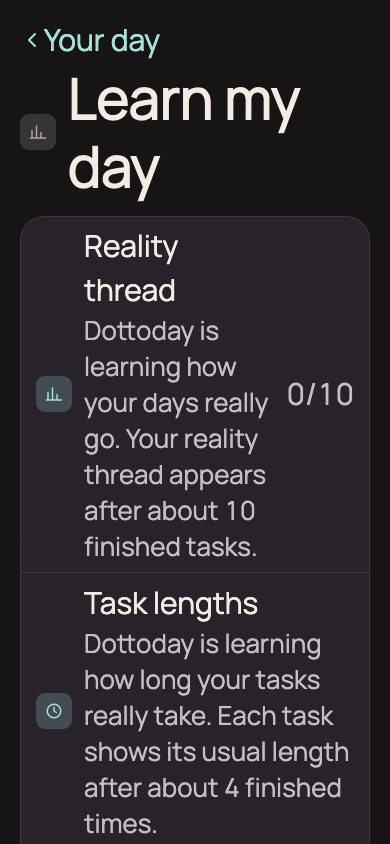 Your day
Learn my
day
Reality
thread
Dottoday is
learning how
your days really
go. Your reality
thread appears
after about 10
finished tasks.
0/10
Task lengths
Dottoday is learning
how long your tasks
really take. Each task
shows its usual length
after about 4 finished
times.